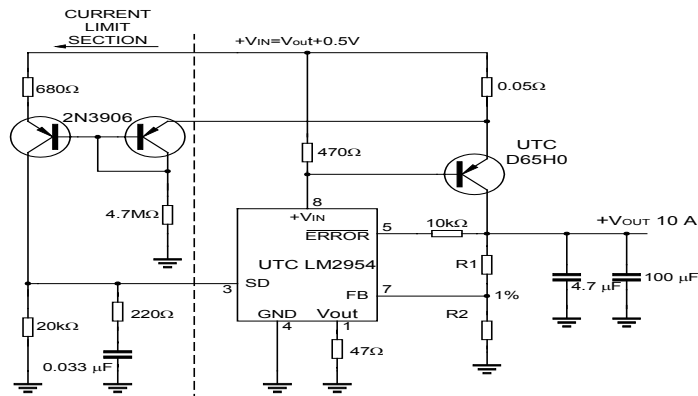 CURRENT
LIMIT
SECTION
+VIN=Vout+0.5V
680Ω
0.05Ω
2N3906
470Ω
UTC
D65H0
4.7MΩ
8
+VIN
5
10kΩ
+VOUT 10 A
ERROR
UTC LM2954
R1
3
SD
4.7 µF
100 µF
FB
7
1%
20kΩ
220Ω
GND
Vout
R2
4
1
0.033 µF
47Ω